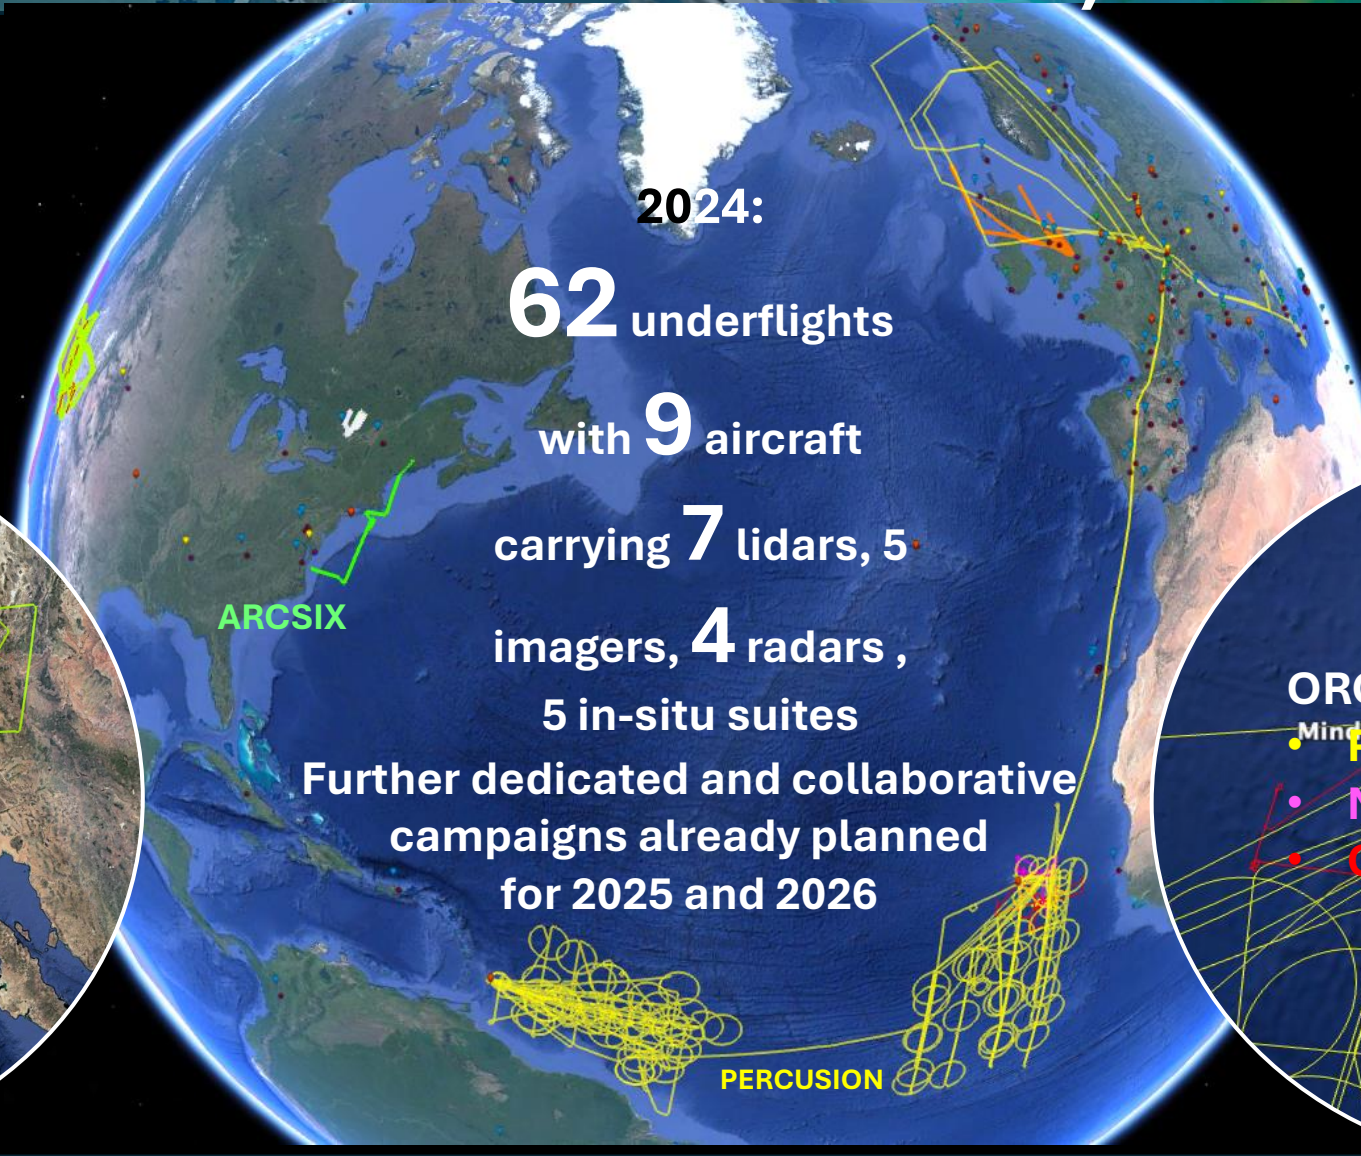 2024:
62 underflights
with 9 aircraft
carrying 7 lidars, 5
imagers, 4 radars ,
5 in-situ suites
Further dedicated and collaborative
campaigns already planned
for 2025 and 2026
ARCSIX
PERCUSION